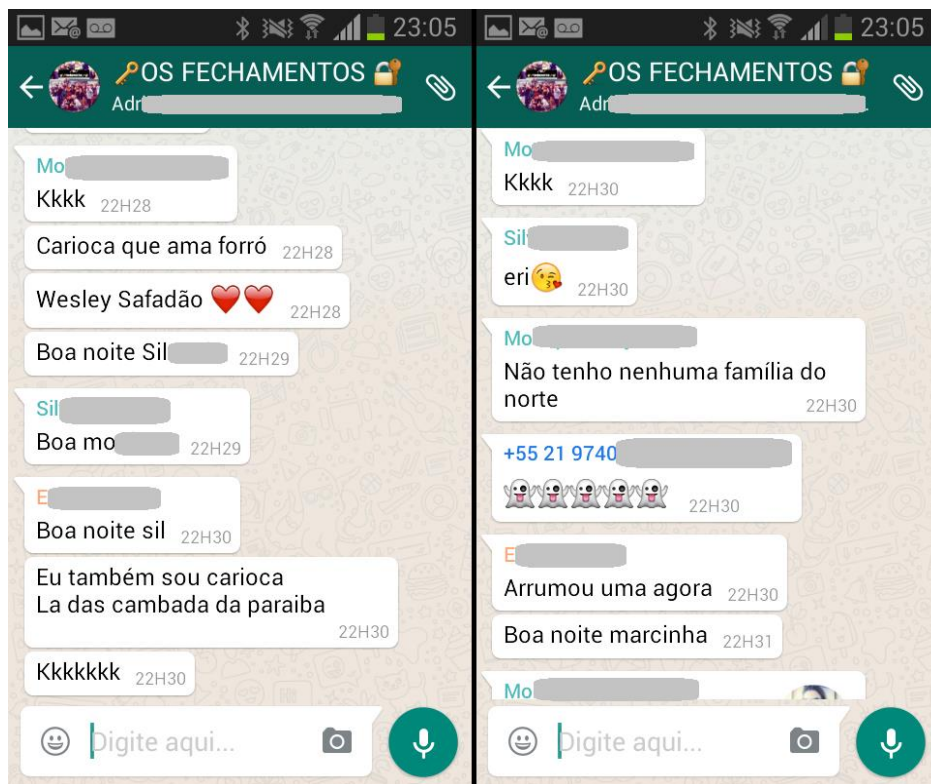 23:05
OS FECHAMENTOS
Adr
Mo
Kkkk 22H28
Carioca que ama forró 22H28
Wesley Safadão ❤️❤️ 22H28
Boa noite Sil 22H29
Sil
Boa mo 22H29
E
Boa noite sil 22H30
Eu também sou carioca
La das cambada da paraiba
22H30
Kkkkkkk 22H30
Digite aqui...
23:05
OS FECHAMENTOS
Adr
Mo
Kkkk 22H30
Sil
eri😘 22H30
Mo
Não tenho nenhuma família do
norte 22H30
+55 21 9740
👻👻👻👻👻 22H30
E
Arrumou uma agora 22H30
Boa noite marcinha 22H31
Mo
Digite aqui...